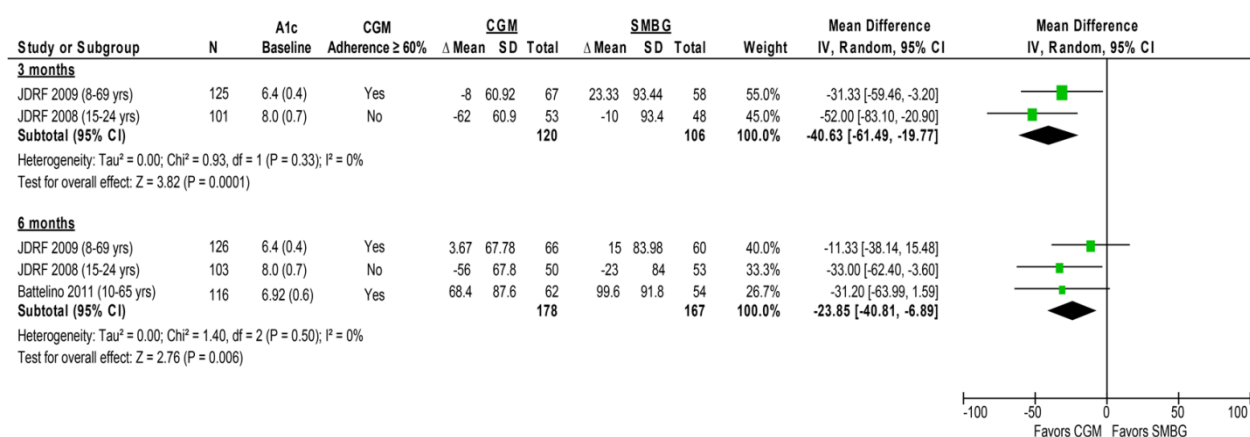 A1c CGM CGM SMBG Mean Difference Mean Difference
Study or Subgroup N Baseline Adherence ≥ 60% Δ Mean SD Total Δ Mean SD Total Weight IV, Random, 95% CI IV, Random, 95% CI
3 months
JDRF 2009 (8-69 yrs) 125 6.4 (0.4) Yes -8 60.92 67 23.33 93.44 58 55.0% -31.33 [-59.46, -3.20]
JDRF 2008 (15-24 yrs) 101 8.0 (0.7) No -62 60.9 53 -10 93.4 48 45.0% -52.00 [-83.10, -20.90]
Subtotal (95% CI) 120 106 100.0% -40.63 [-61.49, -19.77]
Heterogeneity: Tau² = 0.00; Chi² = 0.93, df = 1 (P = 0.33); I² = 0%
Test for overall effect: Z = 3.82 (P = 0.0001)
6 months
JDRF 2009 (8-69 yrs) 126 6.4 (0.4) Yes 3.67 67.78 66 15 83.98 60 40.0% -11.33 [-38.14, 15.48]
JDRF 2008 (15-24 yrs) 103 8.0 (0.7) No -56 67.8 50 -23 84 53 33.3% -33.00 [-62.40, -3.60]
Battelino 2011 (10-65 yrs) 116 6.92 (0.6) Yes 68.4 87.6 62 99.6 91.8 54 26.7% -31.20 [-63.99, 1.59]
Subtotal (95% CI) 178 167 100.0% -23.85 [-40.81, -6.89]
Heterogeneity: Tau² = 0.00; Chi² = 1.40, df = 2 (P = 0.50); I² = 0%
Test for overall effect: Z = 2.76 (P = 0.006)
-100 -50 0 50 100
Favors CGM Favors SMBG